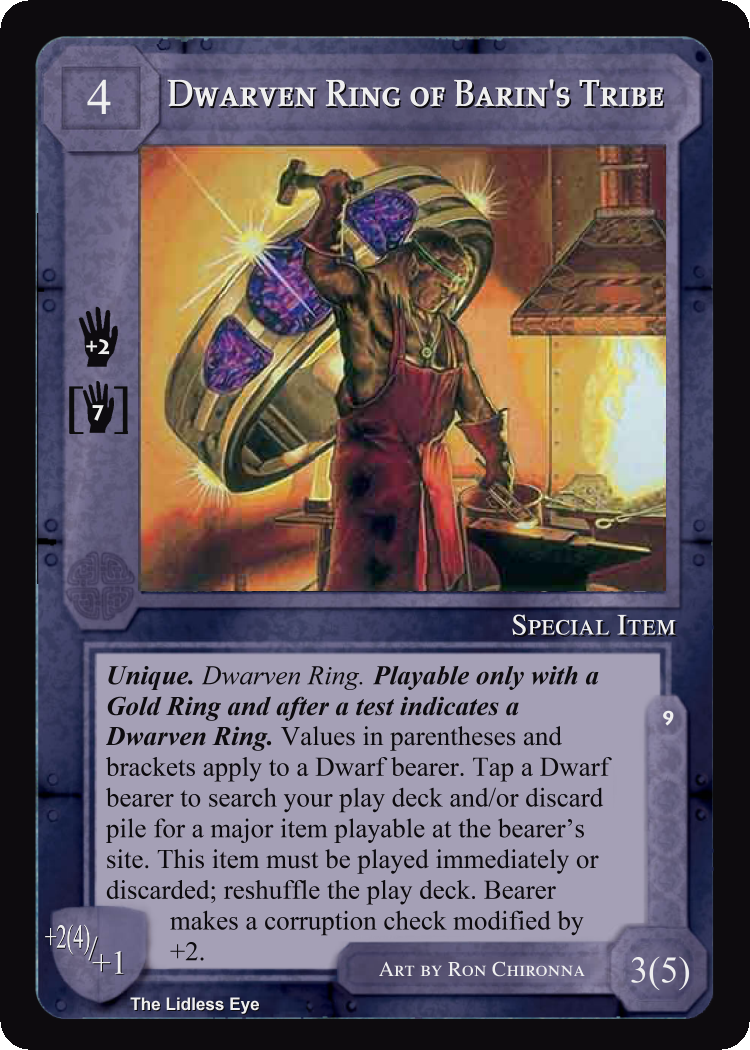 4
Dwarven Ring of Barin's Tribe
+2
[7]
Special Item
Unique. Dwarven Ring. Playable only with a
Gold Ring and after a test indicates a
Dwarven Ring. Values in parentheses and
brackets apply to a Dwarf bearer. Tap a Dwarf
bearer to search your play deck and/or discard
pile for a major item playable at the bearer's
site. This item must be played immediately or
discarded; reshuffle the play deck. Bearer
makes a corruption check modified by
+2.
9
+2(4)/+1
Art by Ron Chironna
3(5)
The Lidless Eye